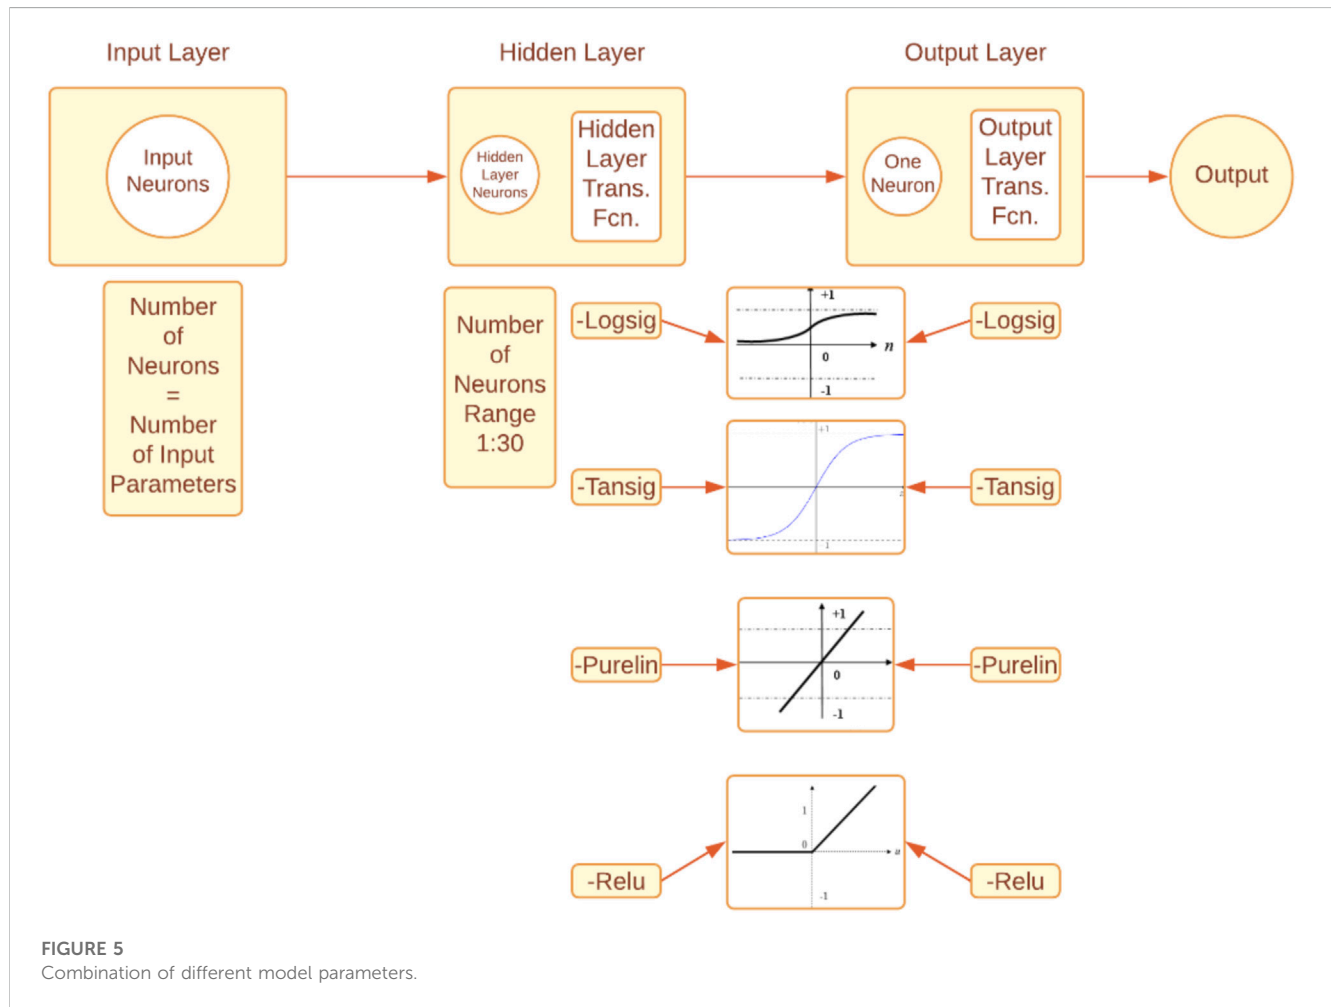 Input Layer
Hidden Layer
Output Layer
Input
Neurons
Hidden
Layer
Neurons
Hidden
Layer
Trans.
Fcn.
One
Neuron
Output
Layer
Trans.
Fcn.
Output
Number
of
Neurons
=
Number
of Input
Parameters
Number
of
Neurons
Range
1:30
-Logsig
+1
n
0
-1
-Logsig
-Tansig
+1
-1
-Tansig
-Purelin
+1
0
-1
-Purelin
-Relu
1
0
-1
-Relu
FIGURE 5
Combination of different model parameters.